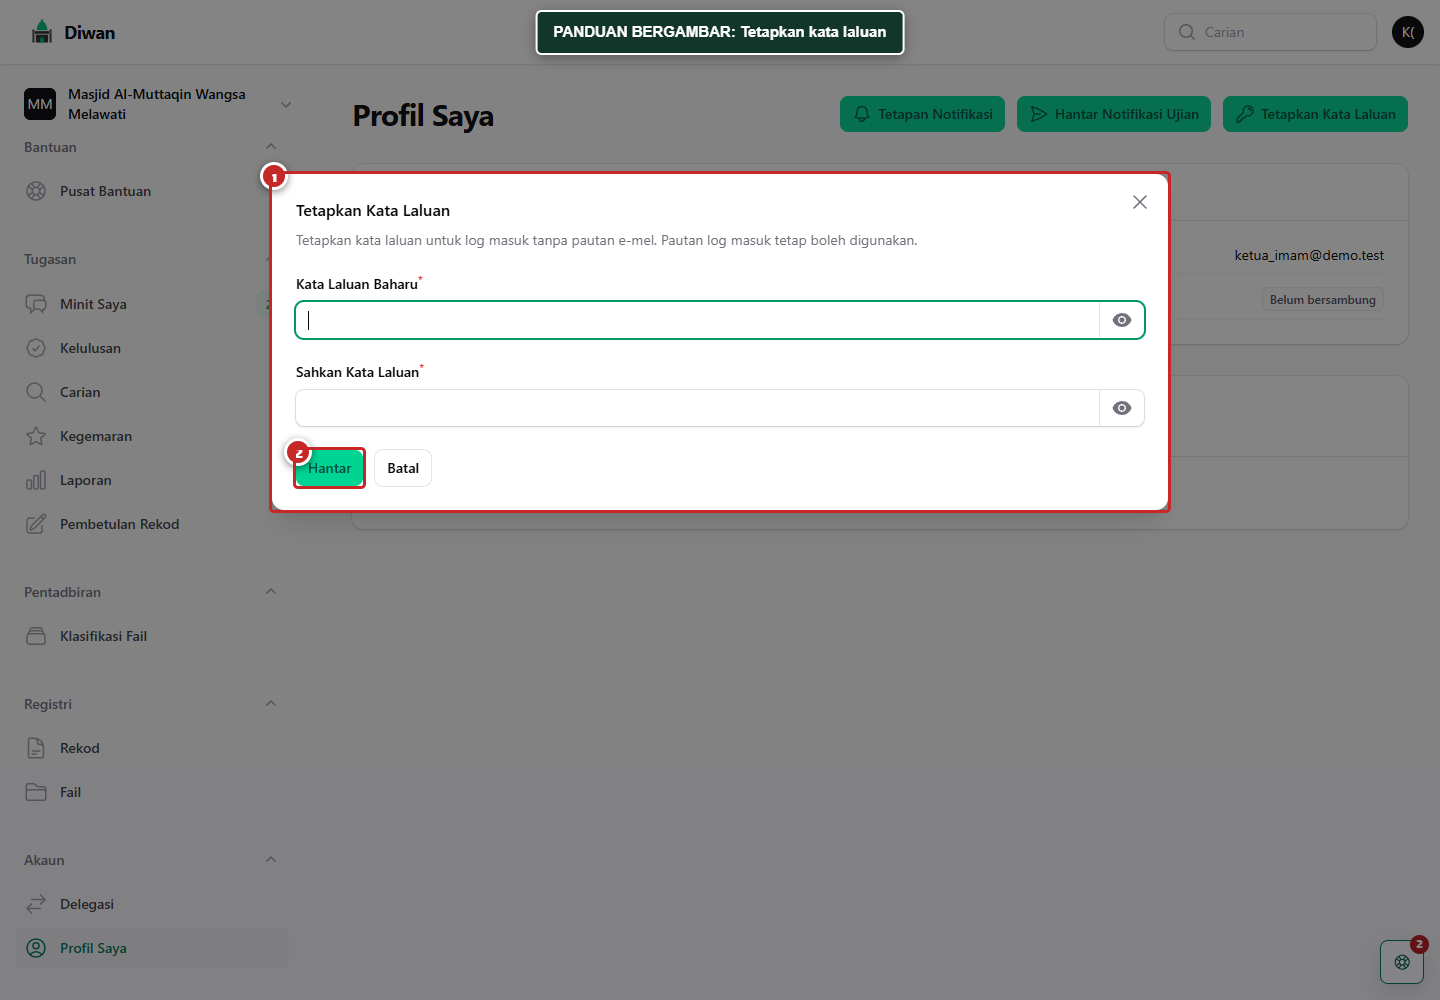 Diwan
PANDUAN BERGAMBAR: Tetapkan kata laluan
Carian
K(
MM
Masjid Al-Muttaqin Wangsa
Melawati
Profil Saya
Tetapan Notifikasi
Hantar Notifikasi Ujian
Tetapkan Kata Laluan
Bantuan
Pusat Bantuan
Tugasan
Minit Saya
2
Kelulusan
Carian
Kegemaran
Laporan
Pembetulan Rekod
Pentadbiran
Klasifikasi Fail
Registri
Rekod
Fail
Akaun
Delegasi
Profil Saya
1
Tetapkan Kata Laluan
Tetapkan kata laluan untuk log masuk tanpa pautan e-mel. Pautan log masuk tetap boleh digunakan.
Kata Laluan Baharu*
Sahkan Kata Laluan*
2
Hantar
Batal
ketua_imam@demo.test
Belum bersambung
2